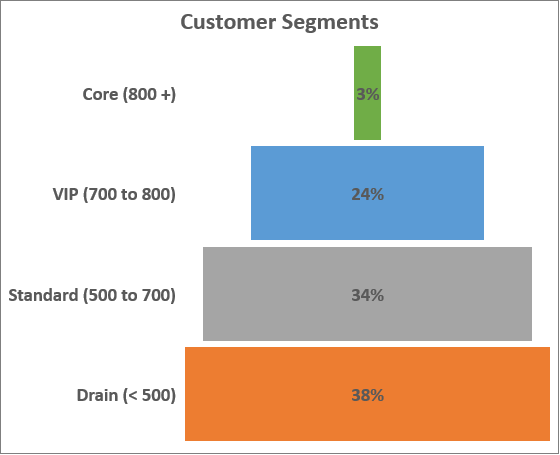 Customer Segments
Core (800 +)
3%
VIP (700 to 800)
24%
Standard (500 to 700)
34%
Drain (< 500)
38%